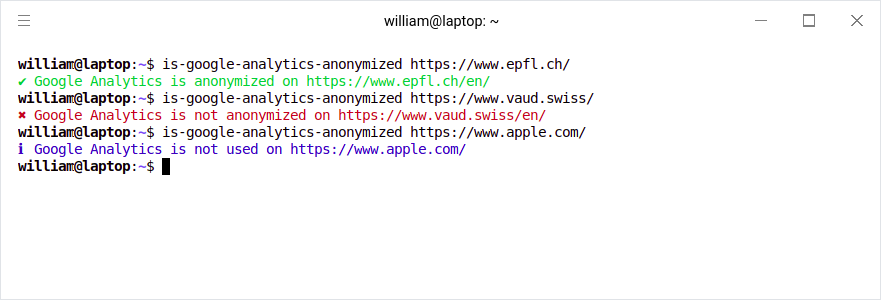 william@laptop: ~
william@laptop:~$ is-google-analytics-anonymized https://www.epfl.ch/
✔ Google Analytics is anonymized on https://www.epfl.ch/en/
william@laptop:~$ is-google-analytics-anonymized https://www.vaud.swiss/
✖ Google Analytics is not anonymized on https://www.vaud.swiss/en/
william@laptop:~$ is-google-analytics-anonymized https://www.apple.com/
ℹ Google Analytics is not used on https://www.apple.com/
william@laptop:~$